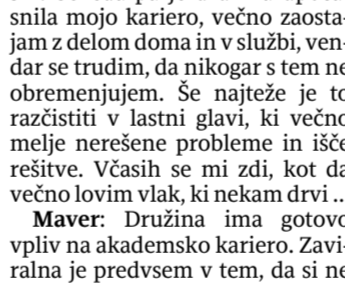 snila mojo kariero, večno zaosta-
jam z delom doma in v službi, ven-
dar se trudim, da nikogar s tem ne
obremenjujem. Še najteže je to
razčistiti v lastni glavi, ki večno
melje nerešene probleme in išče
rešitve. Včasih se mi zdi, kot da
večno lovim vlak, ki nekam drvi ...
Maver: Družina ima gotovo
vpliv na akademsko kariero. Zavi-
ralna je predvsem v tem, da si ne